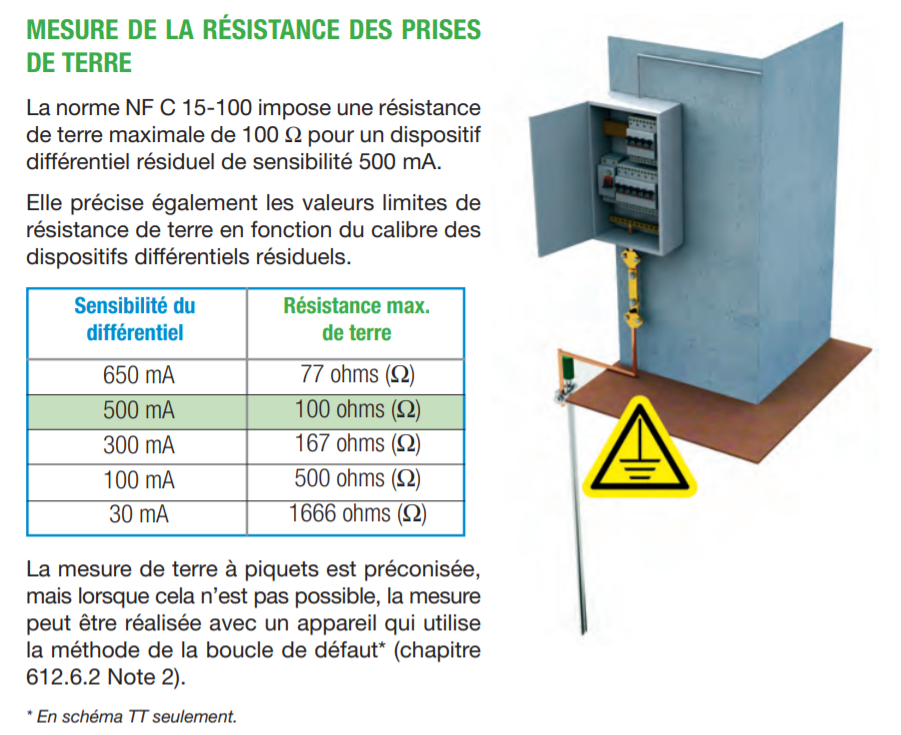 MESURE DE LA RÉSISTANCE DES PRISES
DE TERRE
La norme NF C 15-100 impose une résistance
de terre maximale de 100 Ω pour un dispositif
différentiel résiduel de sensibilité 500 mA.
Elle précise également les valeurs limites de
résistance de terre en fonction du calibre des
dispositifs différentiels résiduels.
Sensibilité du différentiel Résistance max. de terre
650 mA 77 ohms (Ω)
500 mA 100 ohms (Ω)
300 mA 167 ohms (Ω)
100 mA 500 ohms (Ω)
30 mA 1666 ohms (Ω)
La mesure de terre à piquets est préconisée,
mais lorsque cela n’est pas possible, la mesure
peut être réalisée avec un appareil qui utilise
la méthode de la boucle de défaut* (chapitre
612.6.2 Note 2).
* En schéma TT seulement.